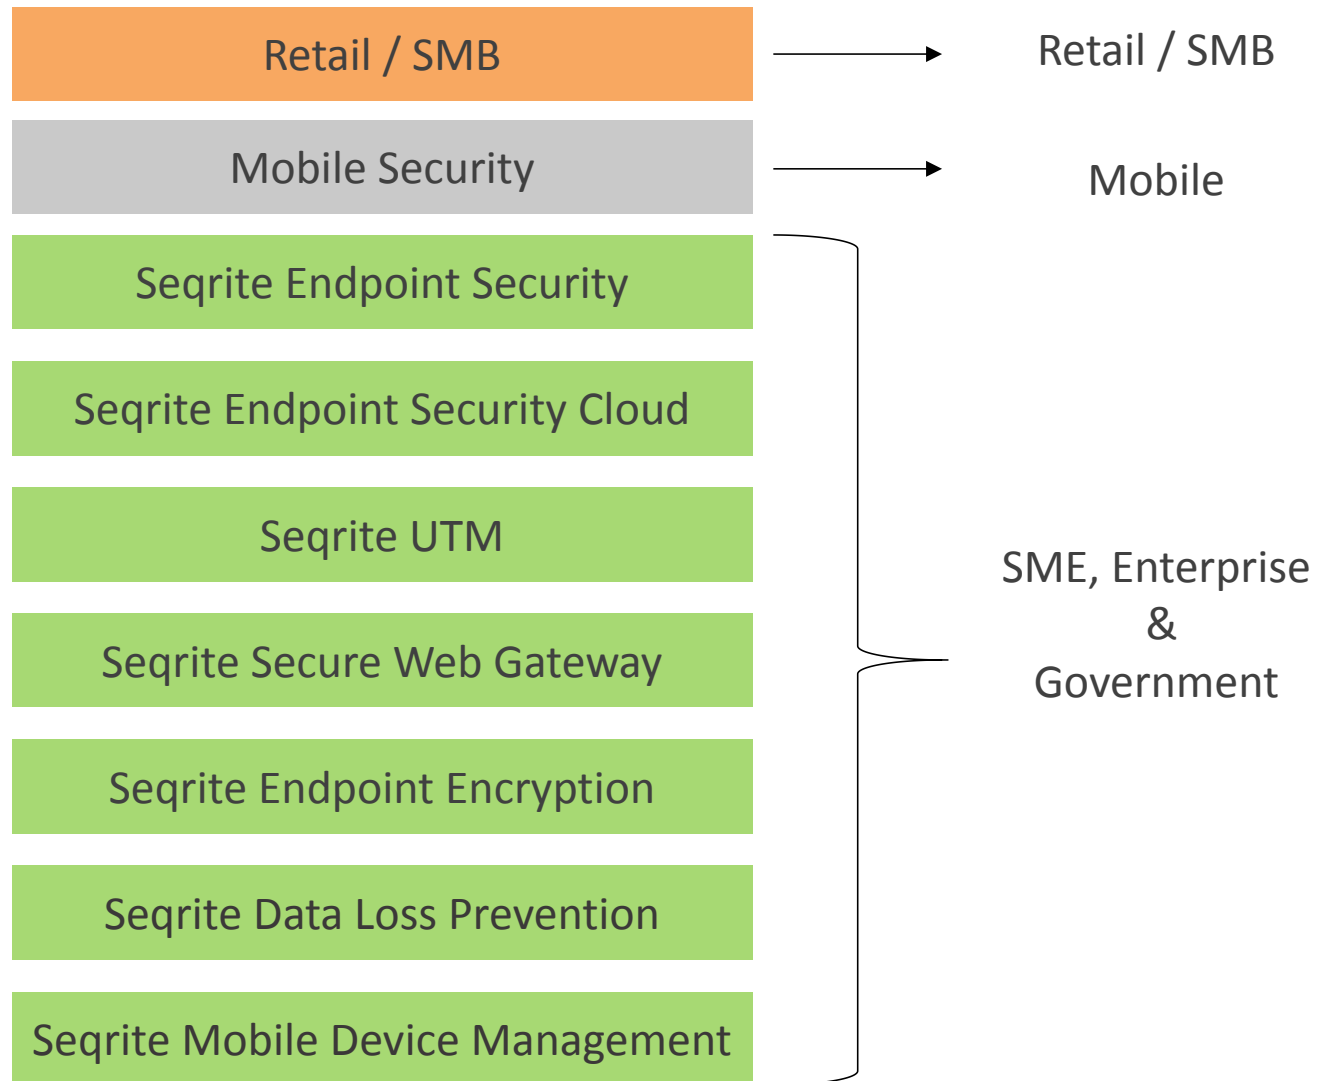 Retail / SMB
Retail / SMB
Mobile Security
Mobile
Seqrite Endpoint Security
Seqrite Endpoint Security Cloud
Seqrite UTM
Seqrite Secure Web Gateway
Seqrite Endpoint Encryption
Seqrite Data Loss Prevention
Seqrite Mobile Device Management
SME, Enterprise
&
Government